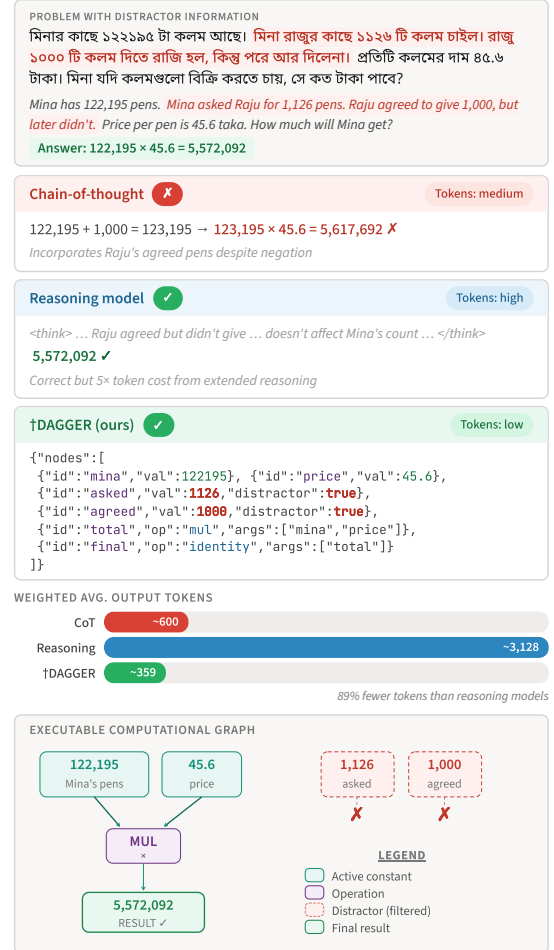 PROBLEM WITH DISTRACTOR INFORMATION
মিনার কাছে ১২২১৯৫ টা কলম আছে। মিনা রাজুর কাছে ১১২৬ টি কলম চাইল। রাজু
১০০০ টি কলম দিতে রাজি হল, কিন্তু পরে আর দিলেনা। প্রতিটি কলমের দাম ৪৫.৬
টাকা। মিনা যদি কলমগুলো বিক্রি করতে চায়, সে কত টাকা পাবে?
Mina has 122,195 pens. Mina asked Raju for 1,126 pens. Raju agreed to give 1,000, but
later didn't. Price per pen is 45.6 taka. How much will Mina get?
Answer: 122,195 × 45.6 = 5,572,092
Chain-of-thought ✗ Tokens: medium
122,195 + 1,000 = 123,195 → 123,195 × 45.6 = 5,617,692 ✗
Incorporates Raju's agreed pens despite negation
Reasoning model ✓ Tokens: high
<think> … Raju agreed but didn't give … doesn't affect Mina's count … </think>
5,572,092 ✓
Correct but 5× token cost from extended reasoning
†DAGGER (ours) ✓ Tokens: low
{"nodes":[
{"id":"mina","val":122195}, {"id":"price","val":45.6},
{"id":"asked","val":1126,"distractor":true},
{"id":"agreed","val":1000,"distractor":true},
{"id":"total","op":"mul","args":["mina","price"]},
{"id":"final","op":"identity","args":["total"]}
]}
WEIGHTED AVG. OUTPUT TOKENS
CoT ~600
Reasoning ~3,128
†DAGGER ~359
89% fewer tokens than reasoning models
EXECUTABLE COMPUTATIONAL GRAPH
122,195 45.6 1,126 1,000
Mina's pens price asked agreed
✗ ✗
MUL
×
LEGEND
Active constant
Operation
Distractor (filtered)
Final result
5,572,092
RESULT ✓